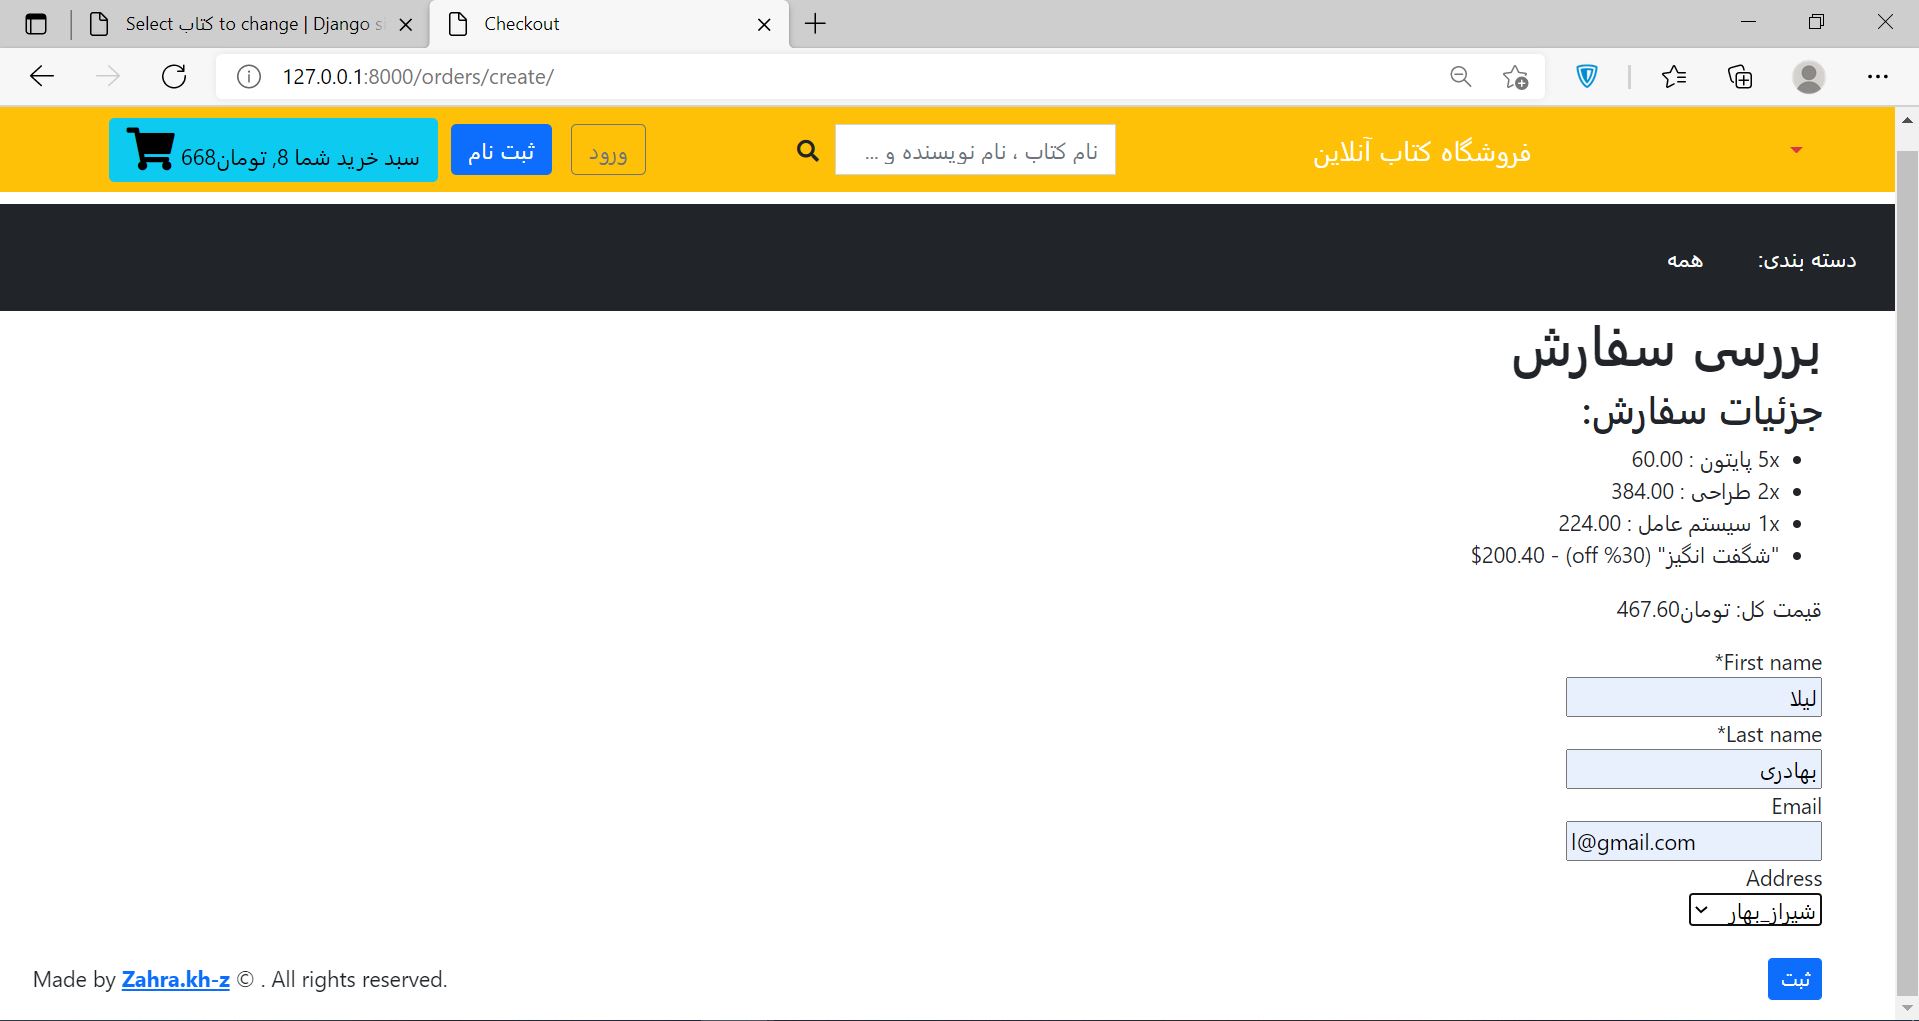 Select کتاب to change | Django si
Checkout
127.0.0.1:8000/orders/create/
فروشگاه کتاب آنلاین
نام کتاب ، نام نویسنده و ...
ورود
ثبت نام
سبد خرید شما 8, تومان668
دسته بندی:
همه
بررسی سفارش
جزئیات سفارش:
5x پایتون : 60.00
2x طراحی : 384.00
1x سیستم عامل : 224.00
"شگفت انگیز" (30% off) - $200.40
قیمت کل: تومان467.60
First name*
لیلا
Last name*
بهادری
Email
l@gmail.com
Address
شیراز_بهار
ثبت
Made by Zahra.kh-z © . All rights reserved.